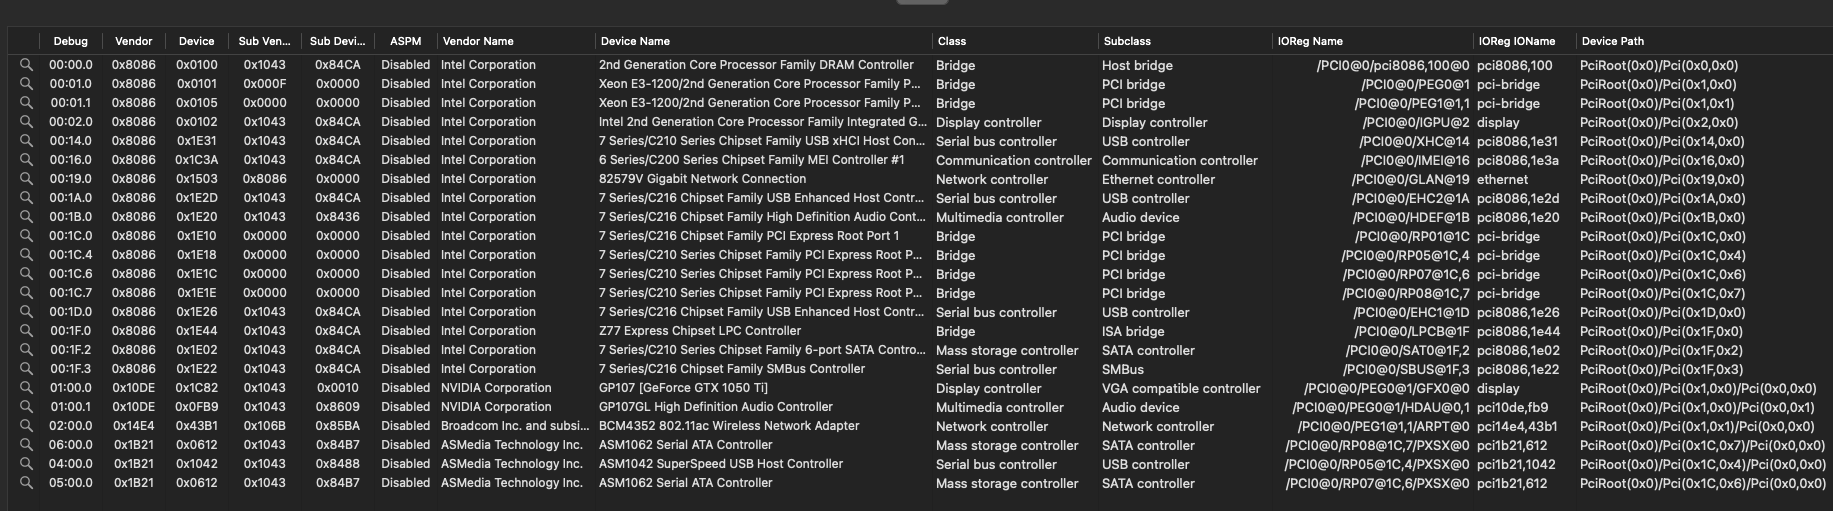 Debug Vendor Device Sub Ven... Sub Devi... ASPM Vendor Name Device Name Class Subclass IOReg Name IOReg IOName Device Path
00:00.0 0x8086 0x0100 0x1043 0x84CA Disabled Intel Corporation 2nd Generation Core Processor Family DRAM Controller Bridge Host bridge /PCI0@0/pci8086,100@0 pci8086,100 PciRoot(0x0)/Pci(0x0,0x0)
00:01.0 0x8086 0x0101 0x000F 0x0000 Disabled Intel Corporation Xeon E3-1200/2nd Generation Core Processor Family P... Bridge PCI bridge /PCI0@0/PEG0@1 pci-bridge PciRoot(0x0)/Pci(0x1,0x0)
00:01.1 0x8086 0x0105 0x0000 0x0000 Disabled Intel Corporation Xeon E3-1200/2nd Generation Core Processor Family P... Bridge PCI bridge /PCI0@0/PEG1@1,1 pci-bridge PciRoot(0x0)/Pci(0x1,0x1)
00:02.0 0x8086 0x0102 0x1043 0x84CA Disabled Intel Corporation Intel 2nd Generation Core Processor Family Integrated G... Display controller Display controller /PCI0@0/IGPU@2 display PciRoot(0x0)/Pci(0x2,0x0)
00:14.0 0x8086 0x1E31 0x1043 0x84CA Disabled Intel Corporation 7 Series/C210 Series Chipset Family USB xHCI Host Con... Serial bus controller USB controller /PCI0@0/XHC@14 pci8086,1e31 PciRoot(0x0)/Pci(0x14,0x0)
00:16.0 0x8086 0x1C3A 0x1043 0x84CA Disabled Intel Corporation 6 Series/C200 Series Chipset Family MEI Controller #1 Communication controller Communication controller /PCI0@0/IMEI@16 pci8086,1e3a PciRoot(0x0)/Pci(0x16,0x0)
00:19.0 0x8086 0x1503 0x8086 0x0000 Disabled Intel Corporation 82579V Gigabit Network Connection Network controller Ethernet controller /PCI0@0/GLAN@19 ethernet PciRoot(0x0)/Pci(0x19,0x0)
00:1A.0 0x8086 0x1E2D 0x1043 0x84CA Disabled Intel Corporation 7 Series/C216 Chipset Family USB Enhanced Host Contr... Serial bus controller USB controller /PCI0@0/EHC2@1A pci8086,1e2d PciRoot(0x0)/Pci(0x1A,0x0)
00:1B.0 0x8086 0x1E20 0x1043 0x8436 Disabled Intel Corporation 7 Series/C216 Chipset Family High Definition Audio Cont... Multimedia controller Audio device /PCI0@0/HDEF@1B pci8086,1e20 PciRoot(0x0)/Pci(0x1B,0x0)
00:1C.0 0x8086 0x1E10 0x0000 0x0000 Disabled Intel Corporation 7 Series/C216 Chipset Family PCI Express Root Port 1 Bridge PCI bridge /PCI0@0/RP01@1C pci-bridge PciRoot(0x0)/Pci(0x1C,0x0)
00:1C.4 0x8086 0x1E18 0x0000 0x0000 Disabled Intel Corporation 7 Series/C210 Series Chipset Family PCI Express Root P... Bridge PCI bridge /PCI0@0/RP05@1C,4 pci-bridge PciRoot(0x0)/Pci(0x1C,0x4)
00:1C.6 0x8086 0x1E1C 0x0000 0x0000 Disabled Intel Corporation 7 Series/C210 Series Chipset Family PCI Express Root P... Bridge PCI bridge /PCI0@0/RP07@1C,6 pci-bridge PciRoot(0x0)/Pci(0x1C,0x6)
00:1C.7 0x8086 0x1E1E 0x0000 0x0000 Disabled Intel Corporation 7 Series/C210 Series Chipset Family PCI Express Root P... Bridge PCI bridge /PCI0@0/RP08@1C,7 pci-bridge PciRoot(0x0)/Pci(0x1C,0x7)
00:1D.0 0x8086 0x1E26 0x1043 0x84CA Disabled Intel Corporation 7 Series/C216 Chipset Family USB Enhanced Host Contr... Serial bus controller USB controller /PCI0@0/EHC1@1D pci8086,1e26 PciRoot(0x0)/Pci(0x1D,0x0)
00:1F.0 0x8086 0x1E44 0x1043 0x84CA Disabled Intel Corporation Z77 Express Chipset LPC Controller Bridge ISA bridge /PCI0@0/LPCB@1F pci8086,1e44 PciRoot(0x0)/Pci(0x1F,0x0)
00:1F.2 0x8086 0x1E02 0x1043 0x84CA Disabled Intel Corporation 7 Series/C210 Series Chipset Family 6-port SATA Contro... Mass storage controller SATA controller /PCI0@0/SAT0@1F,2 pci8086,1e02 PciRoot(0x0)/Pci(0x1F,0x2)
00:1F.3 0x8086 0x1E22 0x1043 0x84CA Disabled Intel Corporation 7 Series/C216 Chipset Family SMBus Controller Serial bus controller SMBus /PCI0@0/SBUS@1F,3 pci8086,1e22 PciRoot(0x0)/Pci(0x1F,0x3)
01:00.0 0x10DE 0x1C82 0x1043 0x0010 Disabled NVIDIA Corporation GP107 [GeForce GTX 1050 Ti] Display controller VGA compatible controller /PCI0@0/PEG0@1/GFX0@0 display PciRoot(0x0)/Pci(0x1,0x0)/Pci(0x0,0x0)
01:00.1 0x10DE 0x0FB9 0x1043 0x8609 Disabled NVIDIA Corporation GP107GL High Definition Audio Controller Multimedia controller Audio device /PCI0@0/PEG0@1/HDAU@0,1 pci10de,fb9 PciRoot(0x0)/Pci(0x1,0x0)/Pci(0x0,0x1)
02:00.0 0x14E4 0x43B1 0x106B 0x85BA Disabled Broadcom Inc. and subsi... BCM4352 802.11ac Wireless Network Adapter Network controller Network controller /PCI0@0/PEG1@1,1/ARPT@0 pci14e4,43b1 PciRoot(0x0)/Pci(0x1,0x1)/Pci(0x0,0x0)
06:00.0 0x1B21 0x0612 0x1043 0x84B7 Disabled ASMedia Technology Inc. ASM1062 Serial ATA Controller Mass storage controller SATA controller /PCI0@0/RP08@1C,7/PXSX@0 pci1b21,612 PciRoot(0x0)/Pci(0x1C,0x7)/Pci(0x0,0x0)
04:00.0 0x1B21 0x1042 0x1043 0x8488 Disabled ASMedia Technology Inc. ASM1042 SuperSpeed USB Host Controller Serial bus controller USB controller /PCI0@0/RP05@1C,4/PXSX@0 pci1b21,1042 PciRoot(0x0)/Pci(0x1C,0x4)/Pci(0x0,0x0)
05:00.0 0x1B21 0x0612 0x1043 0x84B7 Disabled ASMedia Technology Inc. ASM1062 Serial ATA Controller Mass storage controller SATA controller /PCI0@0/RP07@1C,6/PXSX@0 pci1b21,612 PciRoot(0x0)/Pci(0x1C,0x6)/Pci(0x0,0x0)